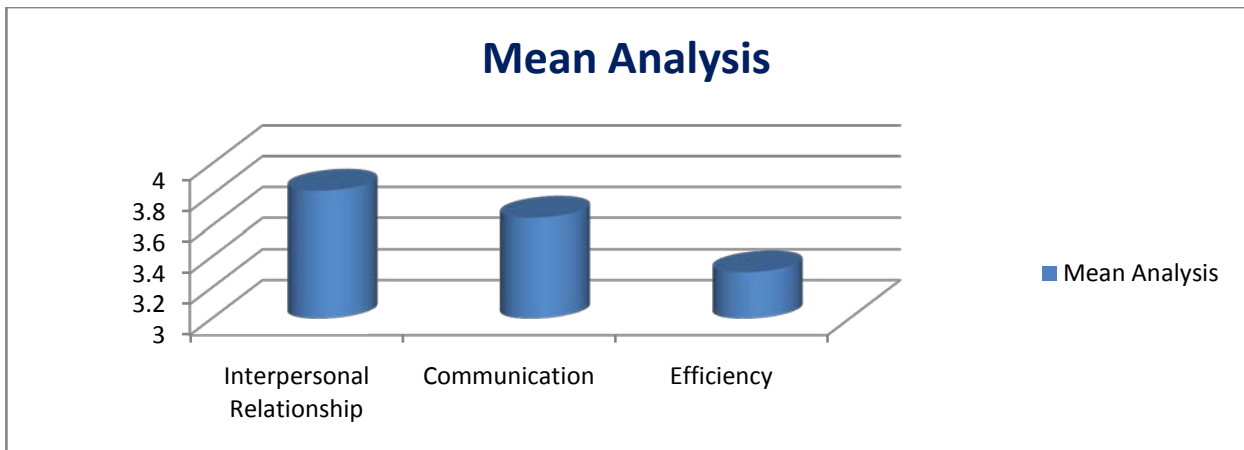 Mean Analysis
4
3.8
3.6
3.4
3.2
3
Interpersonal
Relationship
Communication
Efficiency
Mean Analysis